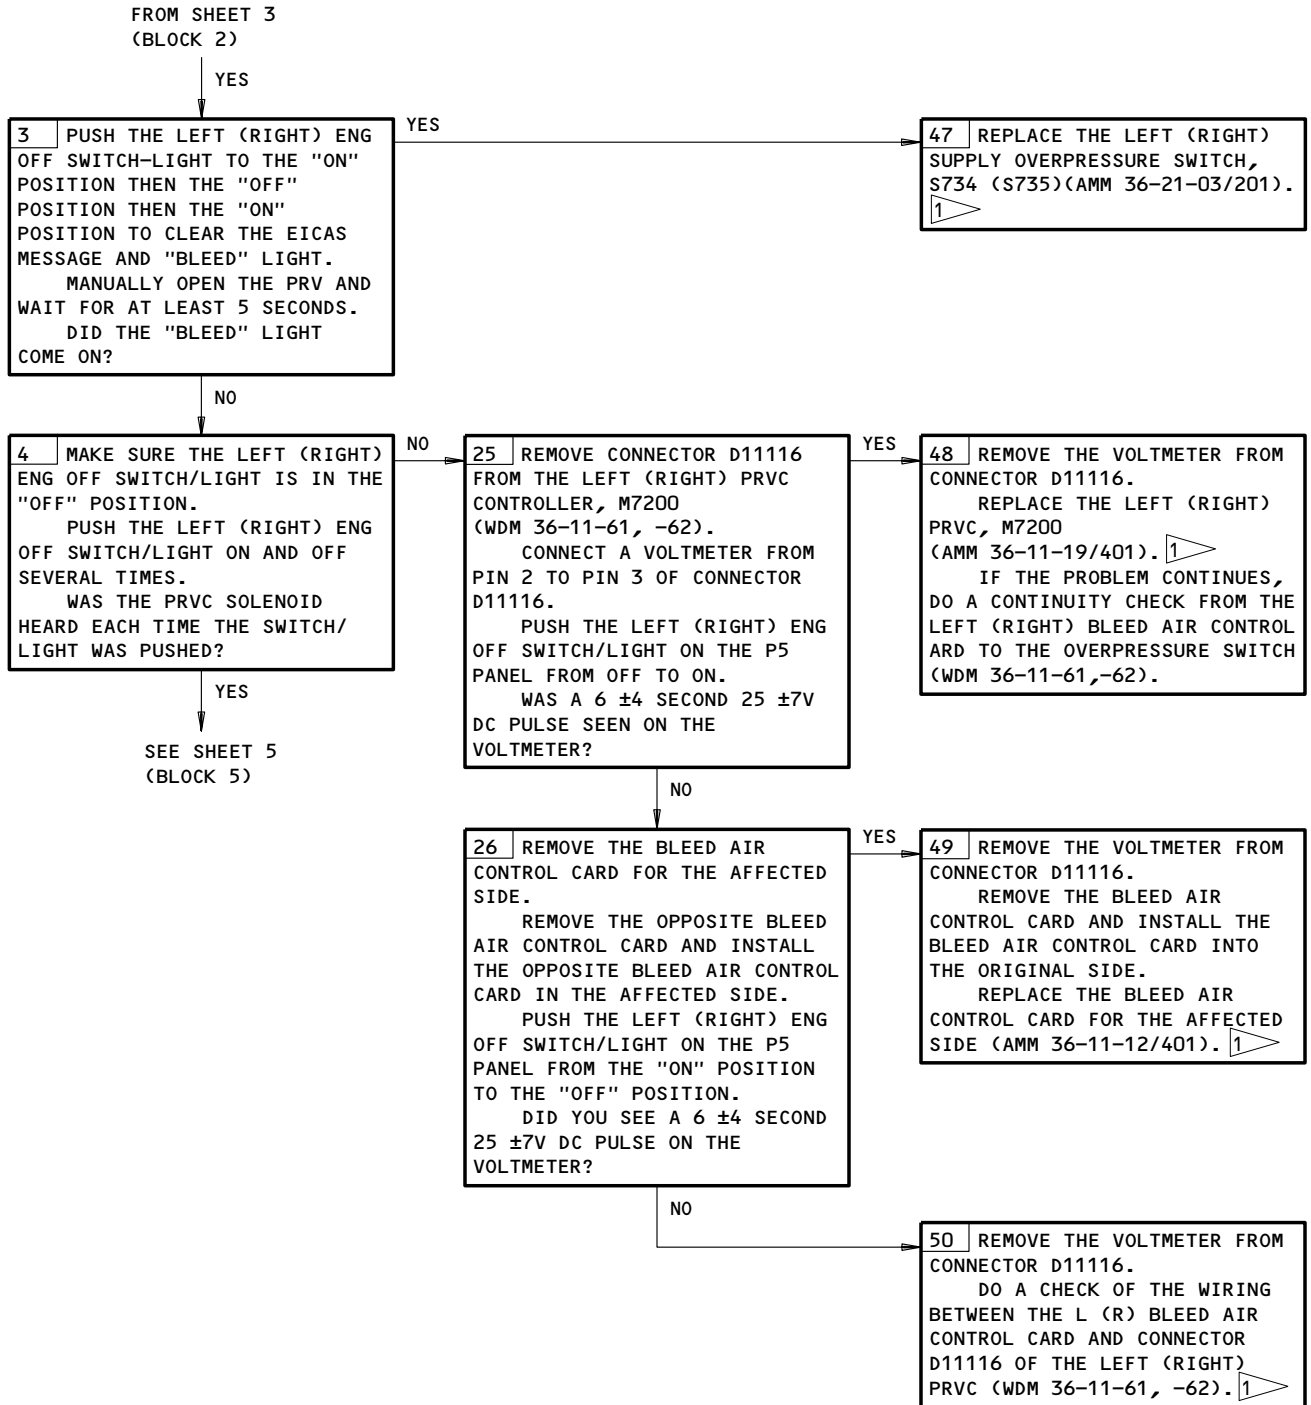 FROM SHEET 3
(BLOCK 2)
YES
3 PUSH THE LEFT (RIGHT) ENG
OFF SWITCH-LIGHT TO THE "ON"
POSITION THEN THE "OFF"
POSITION THEN THE "ON"
POSITION TO CLEAR THE EICAS
MESSAGE AND "BLEED" LIGHT.
MANUALLY OPEN THE PRV AND
WAIT FOR AT LEAST 5 SECONDS.
DID THE "BLEED" LIGHT
COME ON?
YES
47 REPLACE THE LEFT (RIGHT)
SUPPLY OVERPRESSURE SWITCH,
S734 (S735)(AMM 36-21-03/201).
1
NO
4 MAKE SURE THE LEFT (RIGHT)
ENG OFF SWITCH/LIGHT IS IN THE
"OFF" POSITION.
PUSH THE LEFT (RIGHT) ENG
OFF SWITCH/LIGHT ON AND OFF
SEVERAL TIMES.
WAS THE PRVC SOLENOID
HEARD EACH TIME THE SWITCH/
LIGHT WAS PUSHED?
YES
SEE SHEET 5
(BLOCK 5)
NO
25 REMOVE CONNECTOR D11116
FROM THE LEFT (RIGHT) PRVC
CONTROLLER, M7200
(WDM 36-11-61, -62).
CONNECT A VOLTMETER FROM
PIN 2 TO PIN 3 OF CONNECTOR
D11116.
PUSH THE LEFT (RIGHT) ENG
OFF SWITCH/LIGHT ON THE P5
PANEL FROM OFF TO ON.
WAS A 6 ±4 SECOND 25 ±7V
DC PULSE SEEN ON THE
VOLTMETER?
YES
48 REMOVE THE VOLTMETER FROM
CONNECTOR D11116.
REPLACE THE LEFT (RIGHT)
PRVC, M7200
(AMM 36-11-19/401). 1
IF THE PROBLEM CONTINUES,
DO A CONTINUITY CHECK FROM THE
LEFT (RIGHT) BLEED AIR CONTROL
ARD TO THE OVERPRESSURE SWITCH
(WDM 36-11-61,-62).
NO
26 REMOVE THE BLEED AIR
CONTROL CARD FOR THE AFFECTED
SIDE.
REMOVE THE OPPOSITE BLEED
AIR CONTROL CARD AND INSTALL
THE OPPOSITE BLEED AIR CONTROL
CARD IN THE AFFECTED SIDE.
PUSH THE LEFT (RIGHT) ENG
OFF SWITCH/LIGHT ON THE P5
PANEL FROM THE "ON" POSITION
TO THE "OFF" POSITION.
DID YOU SEE A 6 ±4 SECOND
25 ±7V DC PULSE ON THE
VOLTMETER?
YES
49 REMOVE THE VOLTMETER FROM
CONNECTOR D11116.
REMOVE THE BLEED AIR
CONTROL CARD AND INSTALL THE
BLEED AIR CONTROL CARD INTO
THE ORIGINAL SIDE.
REPLACE THE BLEED AIR
CONTROL CARD FOR THE AFFECTED
SIDE (AMM 36-11-12/401). 1
NO
50 REMOVE THE VOLTMETER FROM
CONNECTOR D11116.
DO A CHECK OF THE WIRING
BETWEEN THE L (R) BLEED AIR
CONTROL CARD AND CONNECTOR
D11116 OF THE LEFT (RIGHT)
PRVC (WDM 36-11-61, -62). 1